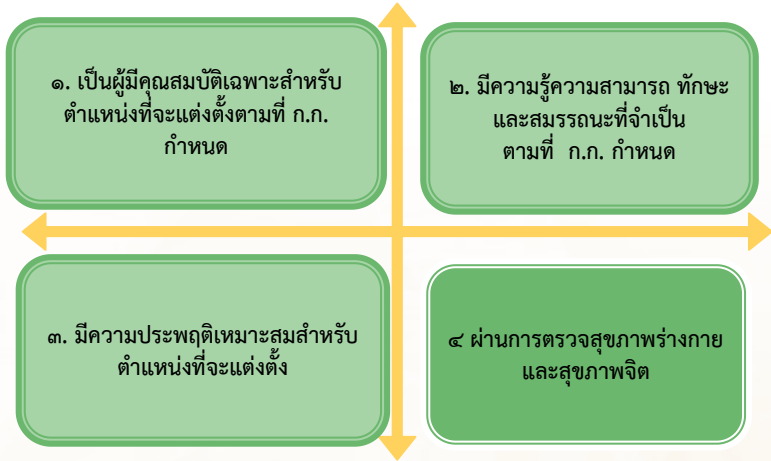 ๑. เป็นผู้มีคุณสมบัติเฉพาะสำหรับ
ตำแหน่งที่จะแต่งตั้งตามที่ ก.ก.
กำหนด
๒. มีความรู้ความสามารถ ทักษะ
และสมรรถนะที่จำเป็น
ตามที่  ก.ก. กำหนด
๓. มีความประพฤติเหมาะสมสำหรับ
ตำแหน่งที่จะแต่งตั้ง
๔ ผ่านการตรวจสุขภาพร่างกาย
และสุขภาพจิต